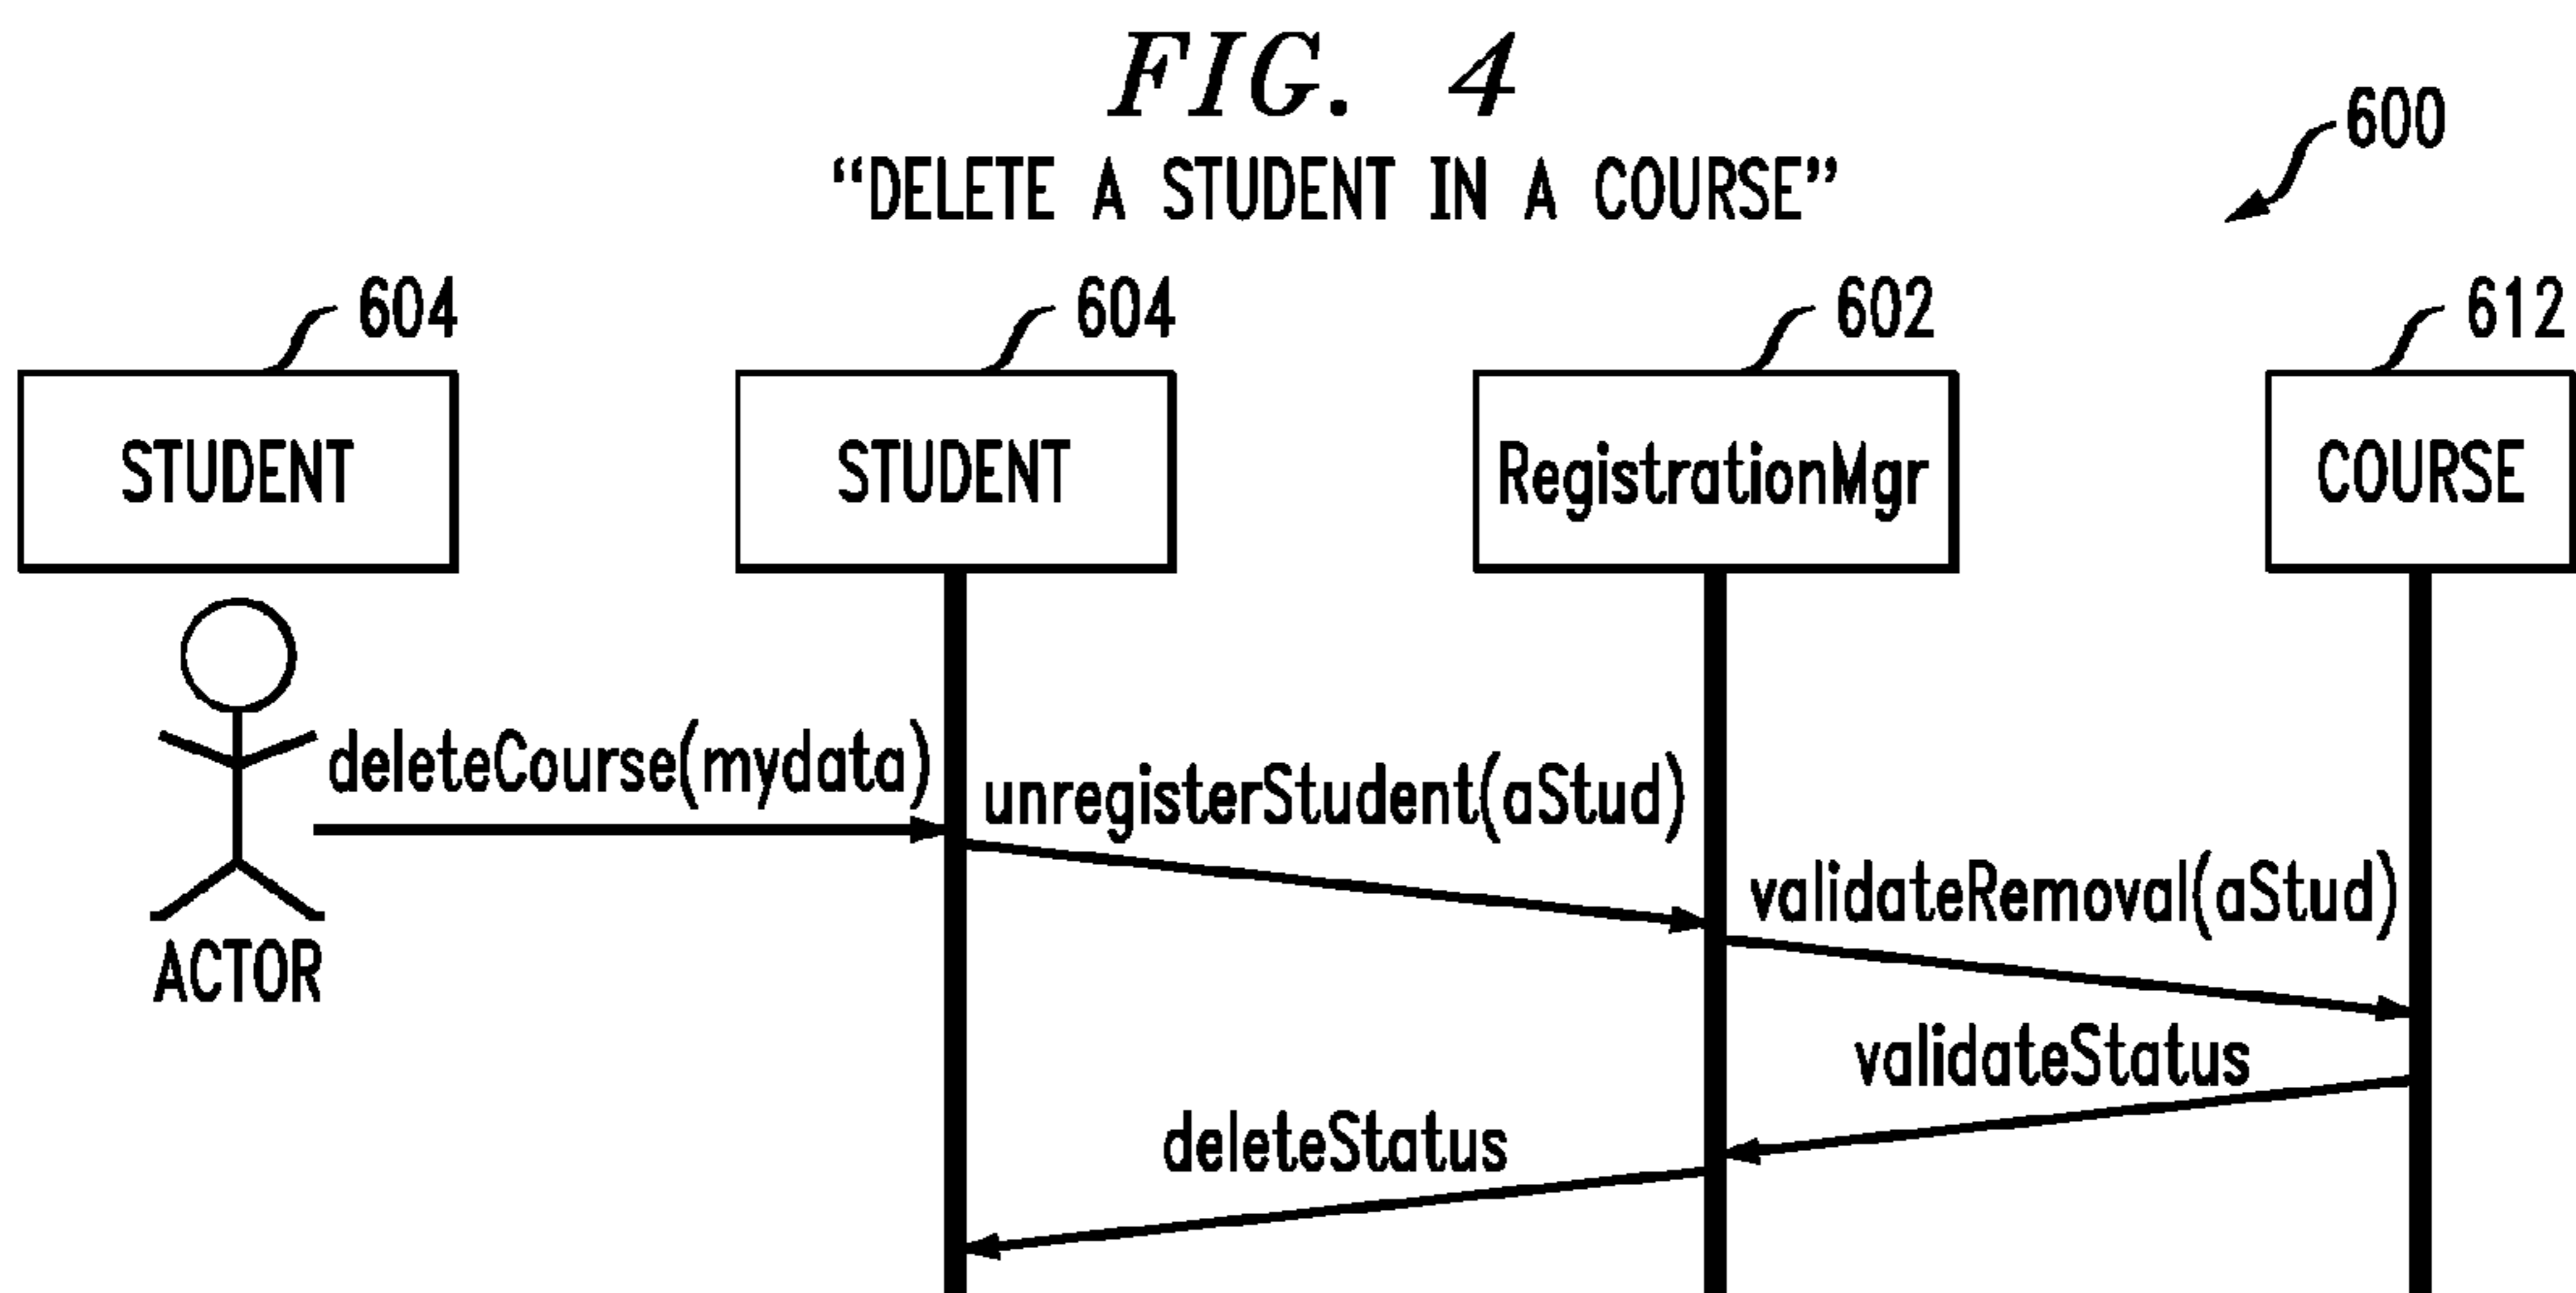 FIG. 4
“DELETE A STUDENT IN A COURSE”
600
604
604
602
612
STUDENT
STUDENT
RegistrationMgr
COURSE
deleteCourse(mydata)
unregisterStudent(aStud)
validateRemoval(aStud)
ACTOR
validateStatus
deleteStatus